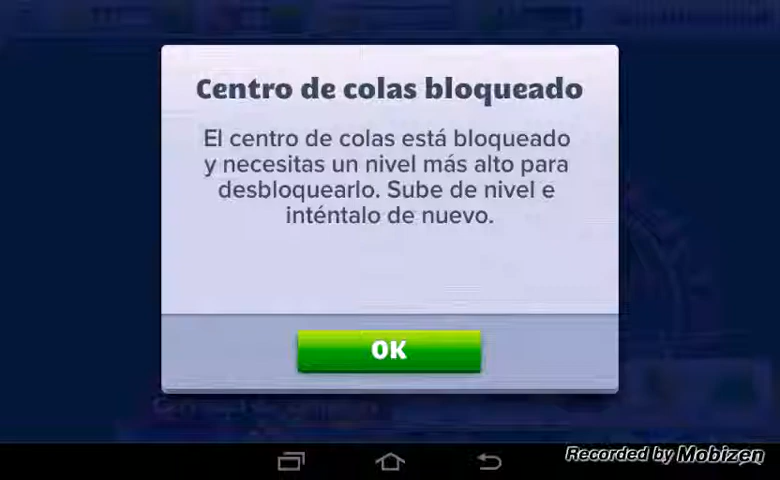 Centro de colas bloqueado
El centro de colas está bloqueado
y necesitas un nivel más alto para
desbloquearlo. Sube de nivel e
inténtalo de nuevo.
OK
Recorded by Mobizen